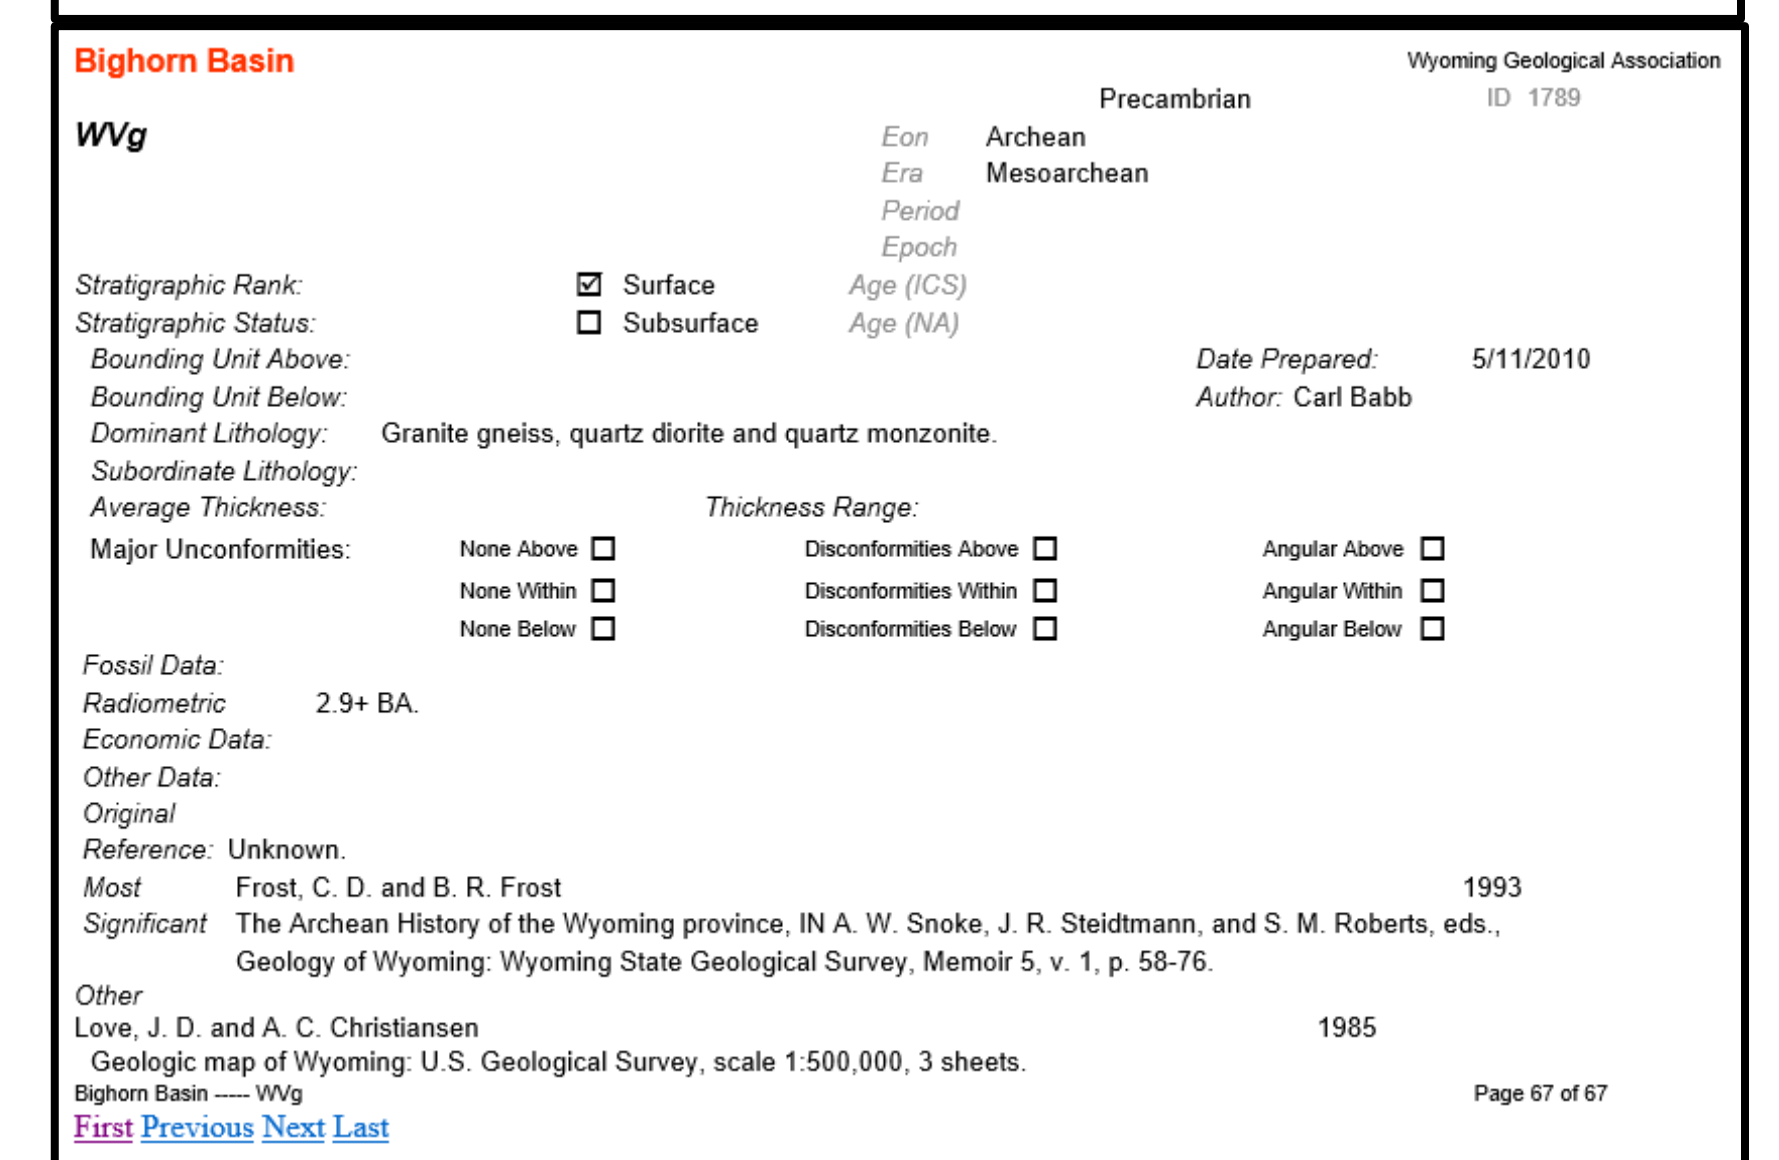 Bighorn Basin Wyoming Geological Association
Precambrian ID 1789
WVg Eon Archean
Era Mesoarchean
Period
Epoch
Stratigraphic Rank: Surface Age (ICS)
Stratigraphic Status: Subsurface Age (NA)
Bounding Unit Above: Date Prepared: 5/11/2010
Bounding Unit Below: Author: Carl Babb
Dominant Lithology: Granite gneiss, quartz diorite and quartz monzonite.
Subordinate Lithology:
Average Thickness: Thickness Range:
Major Unconformities: None Above Disconformities Above Angular Above
None Within Disconformities Within Angular Within
None Below Disconformities Below Angular Below
Fossil Data:
Radiometric 2.9+ BA.
Economic Data:
Other Data:
Original
Reference: Unknown.
Most Frost, C. D. and B. R. Frost 1993
Significant The Archean History of the Wyoming province, IN A. W. Snoke, J. R. Steidtmann, and S. M. Roberts, eds.,
Geology of Wyoming: Wyoming State Geological Survey, Memoir 5, v. 1, p. 58-76.
Other
Love, J. D. and A. C. Christiansen 1985
Geologic map of Wyoming: U.S. Geological Survey, scale 1:500,000, 3 sheets.
Bighorn Basin ----- WVg Page 67 of 67
First Previous Next Last